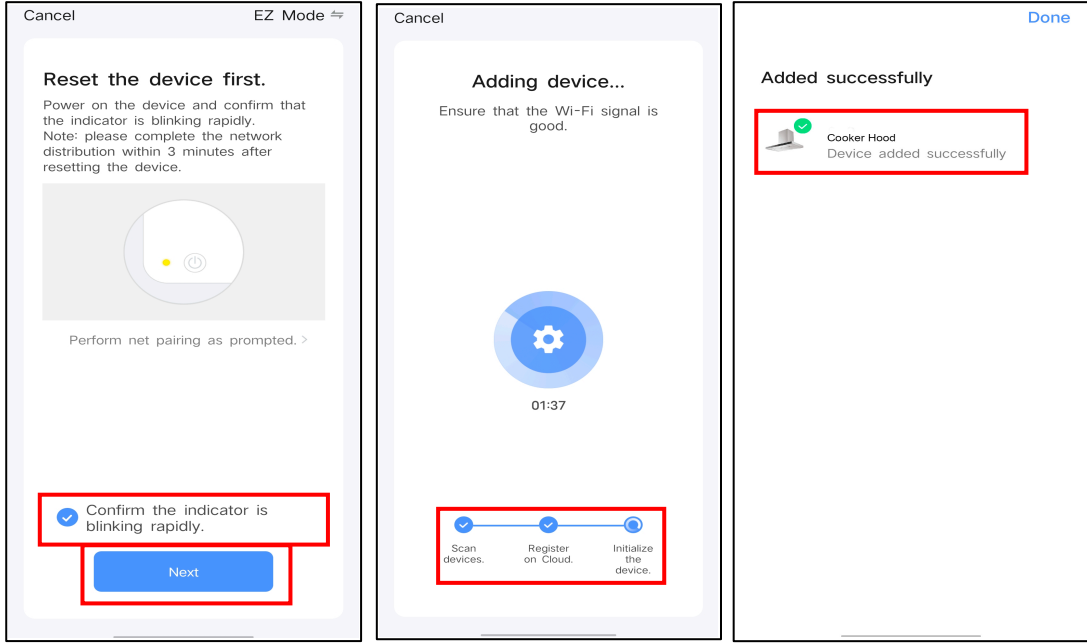 Cancel
EZ Mode ⇋
Reset the device first.
Power on the device and confirm that
the indicator is blinking rapidly.
Note: please complete the network
distribution within 3 minutes after
resetting the device.
Perform net pairing as prompted. >
Confirm the indicator is
blinking rapidly.
Next
Cancel
Adding device...
Ensure that the Wi-Fi signal is
good.
01:37
Scan
devices.
Register
on Cloud.
Initialize
the
device.
Done
Added successfully
Cooker Hood
Device added successfully